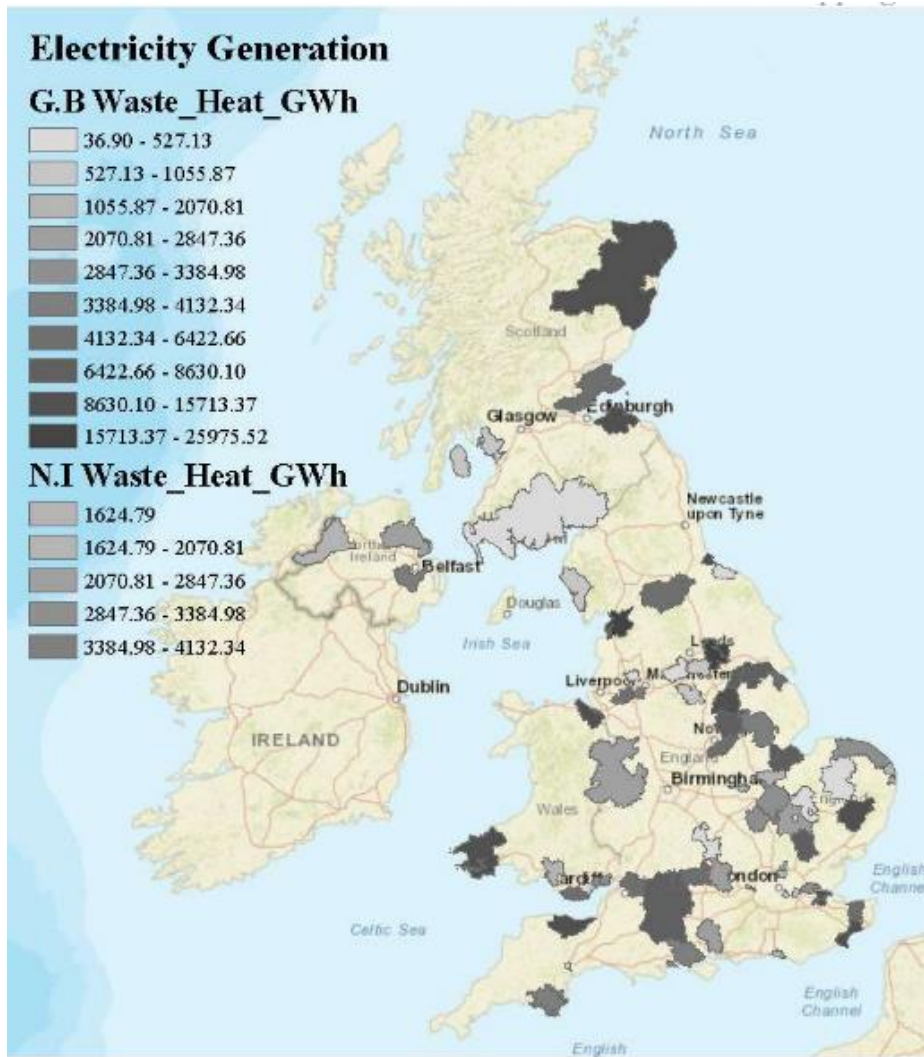 Electricity Generation
G.B Waste_Heat_GWh
36.90 - 527.13
527.13 - 1055.87
1055.87 - 2070.81
2070.81 - 2847.36
2847.36 - 3384.98
3384.98 - 4132.34
4132.34 - 6422.66
6422.66 - 8630.10
8630.10 - 15713.37
15713.37 - 25975.52
N.I Waste_Heat_GWh
1624.79
1624.79 - 2070.81
2070.81 - 2847.36
2847.36 - 3384.98
3384.98 - 4132.34
North Sea
Scotland
Glasgow
Edinburgh
Newcastle
upon Tyne
Ireland
Belfast
Douglas
Irish Sea
Leeds
Liverpool
Dublin
IRELAND
England
Birmingha
Wales
Celtic Sea
English
Channel
English
Channel
English